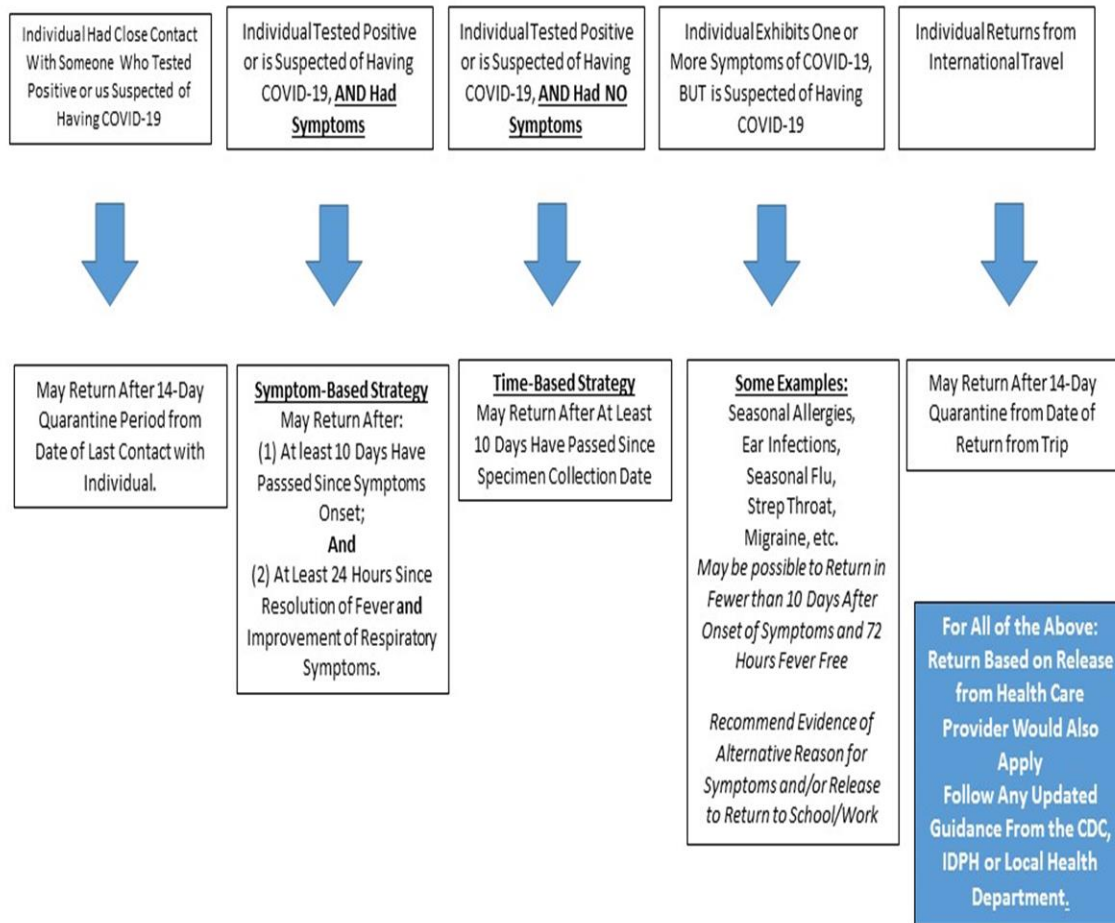 Individual Had Close Contact
With Someone Who Tested
Positive or us Suspected of
Having COVID-19
Individual Tested Positive
or is Suspected of Having
COVID-19, AND Had
Symptoms
Individual Tested Positive
or is Suspected of Having
COVID-19, AND Had NO
Symptoms
Individual Exhibits One or
More Symptoms of COVID-19,
BUT is Suspected of Having
COVID-19
Individual Returns from
International Travel
May Return After 14-Day
Quarantine Period from
Date of Last Contact with
Individual.
Symptom-Based Strategy
May Return After:
(1) At least 10 Days Have
Passsed Since Symptoms
Onset;
And
(2) At Least 24 Hours Since
Resolution of Fever and
Improvement of Respiratory
Symptoms.
Time-Based Strategy
May Return After At Least
10 Days Have Passed Since
Specimen Collection Date
Some Examples:
Seasonal Allergies,
Ear Infections,
Seasonal Flu,
Strep Throat,
Migraine, etc.
May be possible to Return in
Fewer than 10 Days After
Onset of Symptoms and 72
Hours Fever Free
Recommend Evidence of
Alternative Reason for
Symptoms and/or Release
to Return to School/Work
May Return After 14-Day
Quarantine from Date of
Return from Trip
For All of the Above:
Return Based on Release
from Health Care
Provider Would Also
Apply
Follow Any Updated
Guidance From the CDC,
IDPH or Local Health
Department.